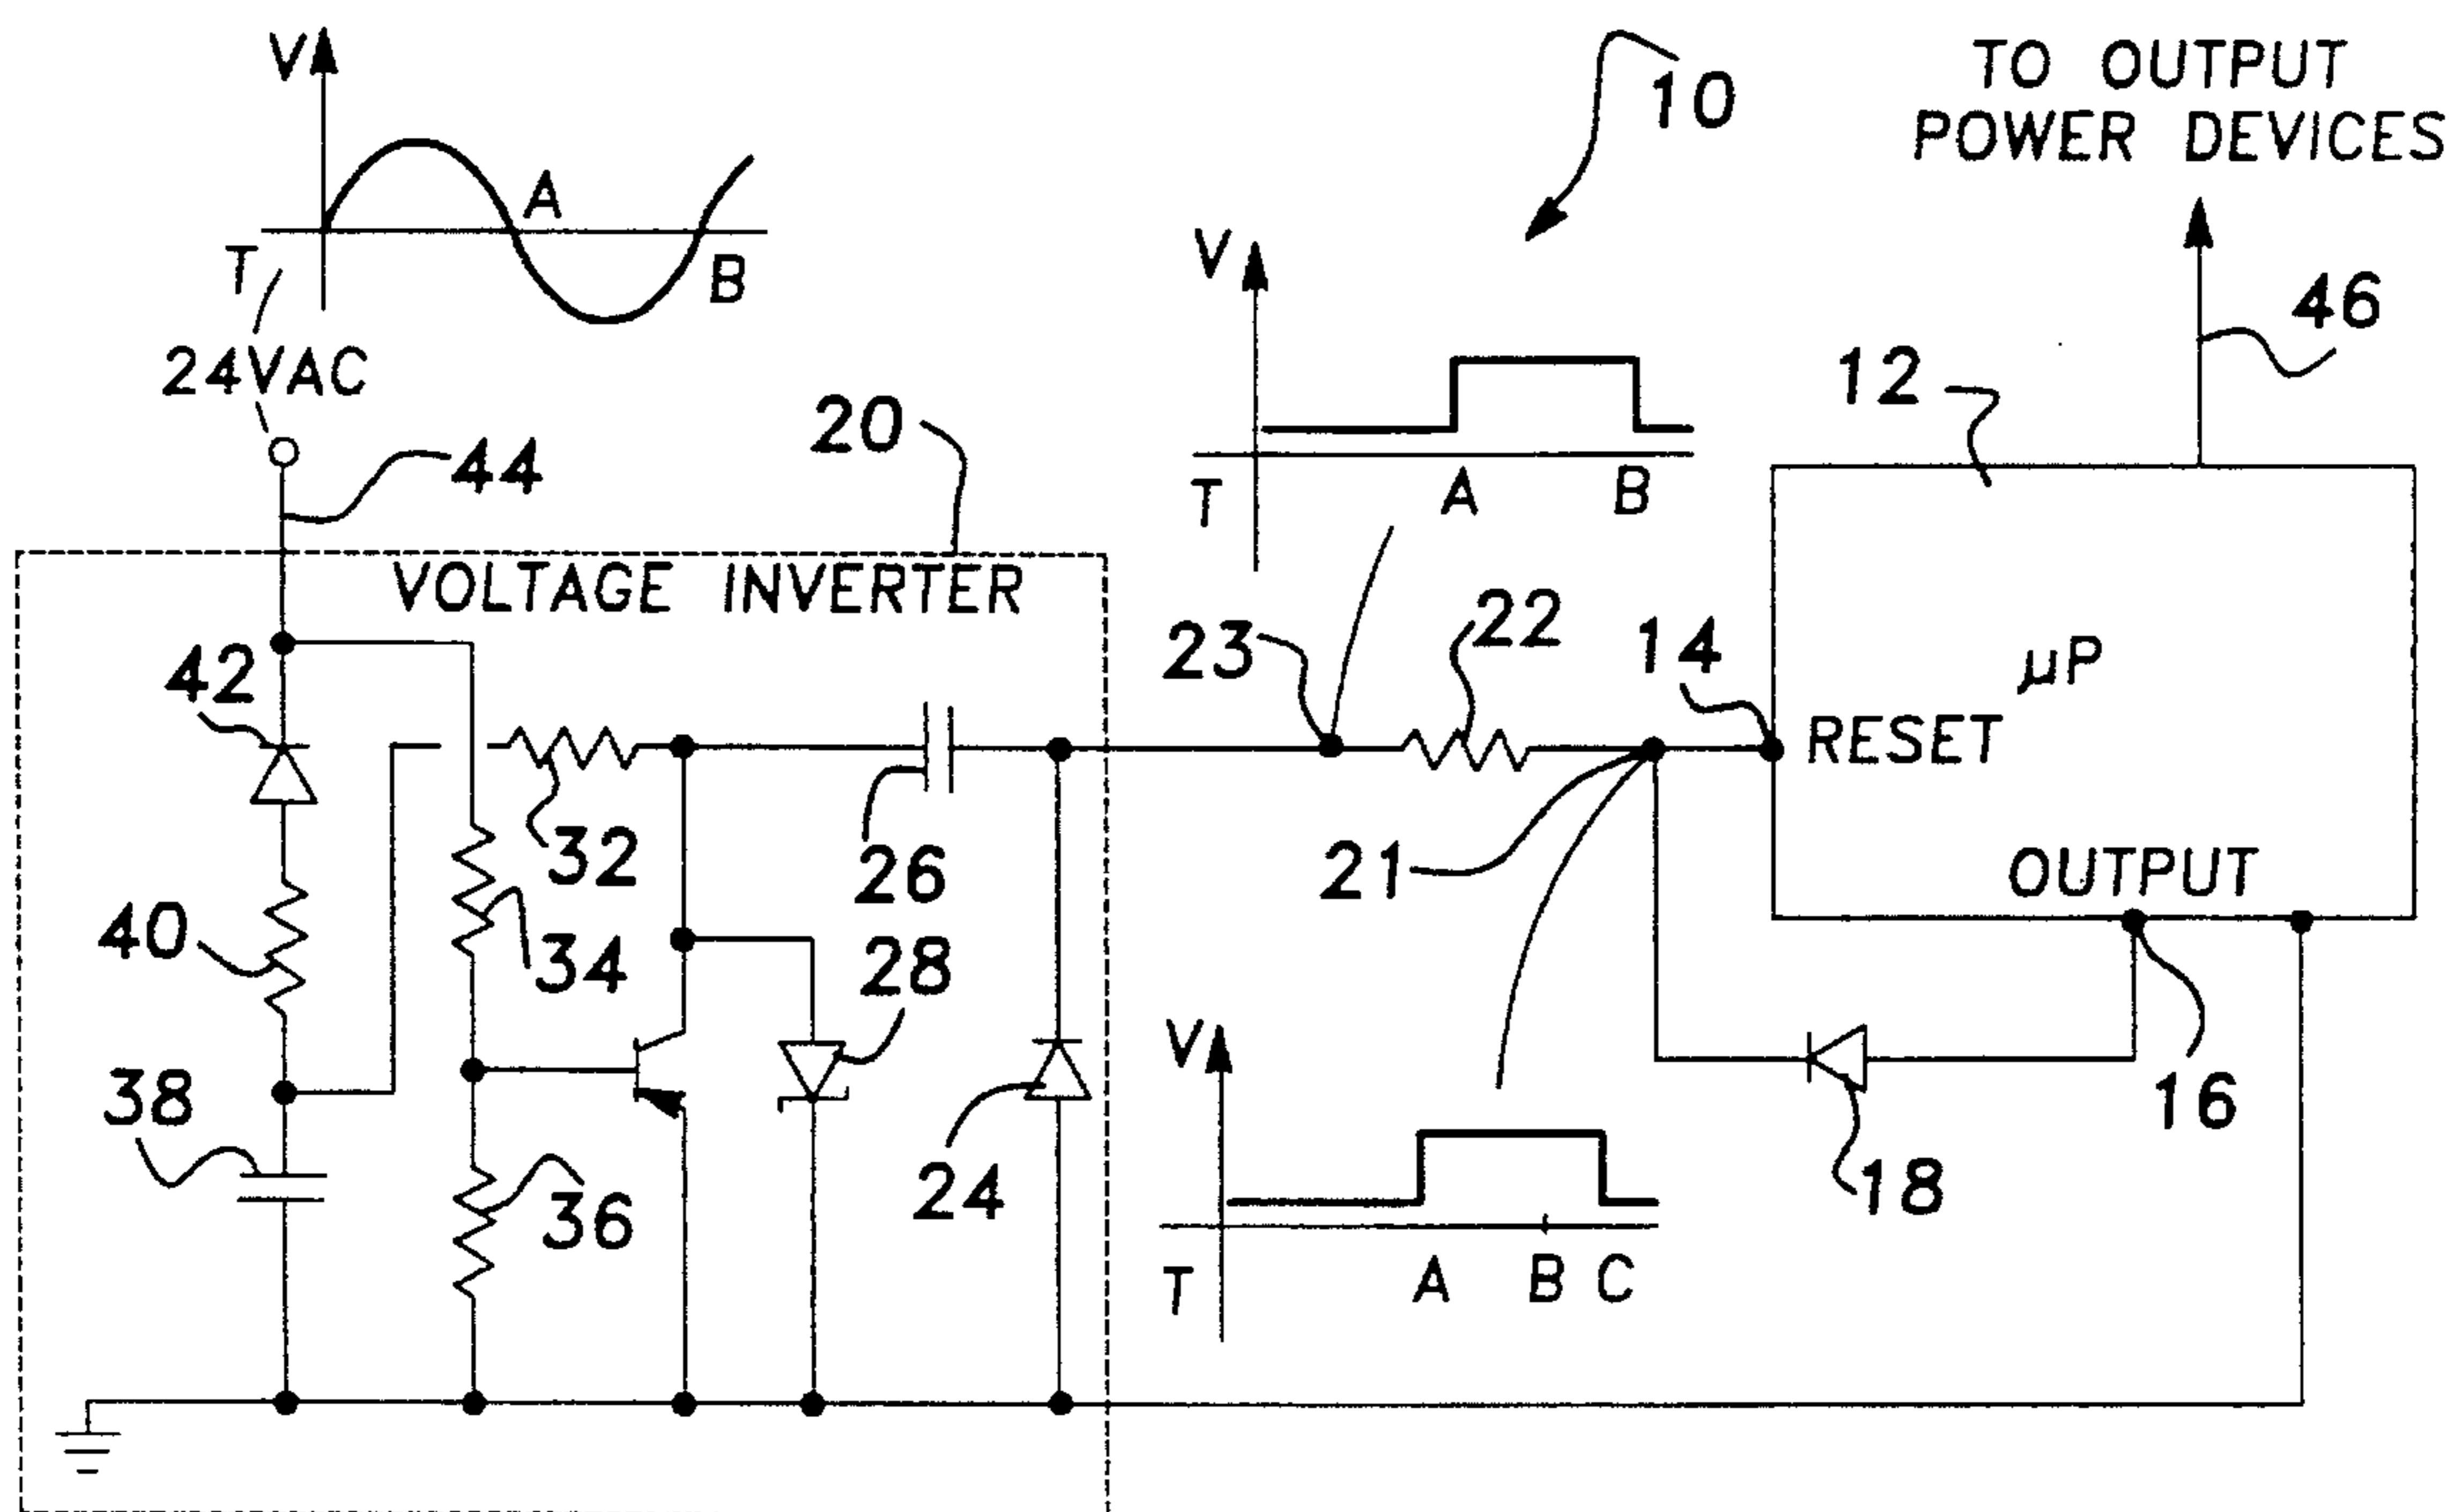 V
10
TO OUTPUT
POWER DEVICES
A
T
B
V
46
24VAC
20
12
44
T
A
B
VOLTAGE INVERTER
23
22
14
42
µP
RESET
32
26
21
OUTPUT
40
34
28
38
V
16
36
24
18
T
A
B
C